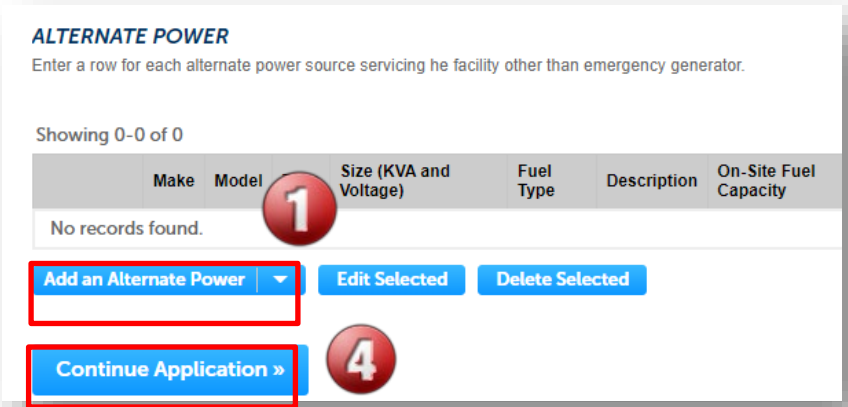 ALTERNATE POWER
Enter a row for each alternate power source servicing he facility other than emergency generator.
Showing 0-0 of 0
Make Model Size (KVA and Voltage) Fuel Type Description On-Site Fuel Capacity
1
No records found.
Add an Alternate Power Edit Selected Delete Selected
Continue Application »
4